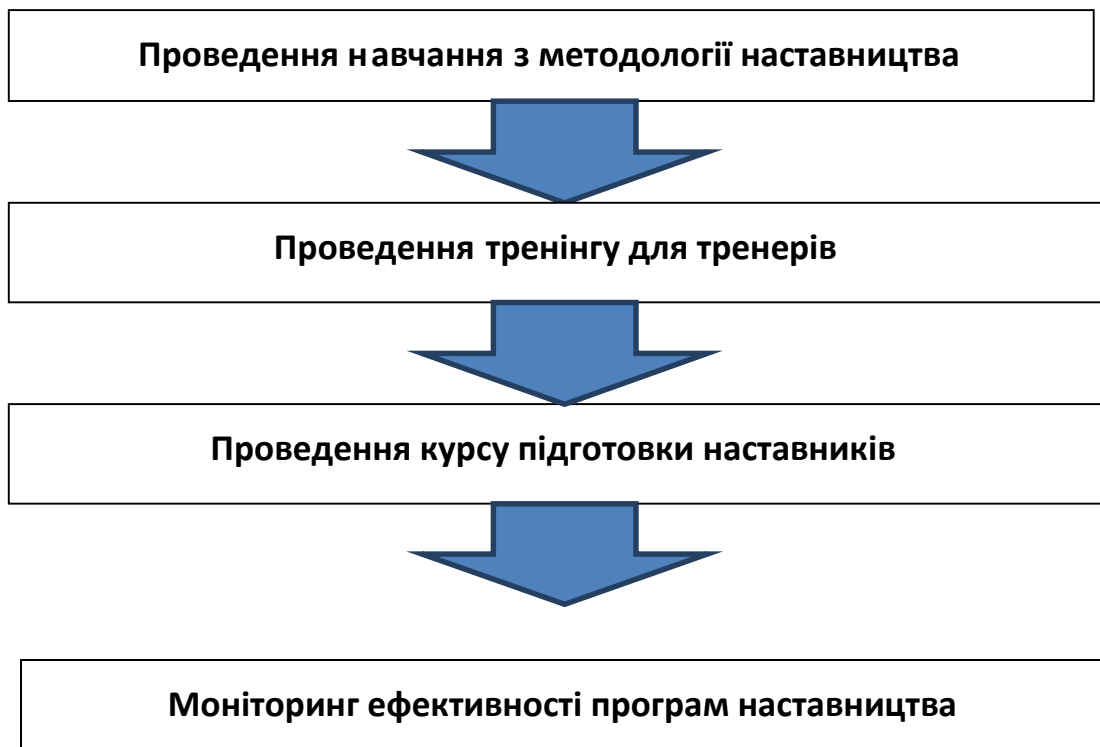 Проведення навчання з методології наставництва
Проведення тренінгу для тренерів
Проведення курсу підготовки наставників
Моніторинг ефективності програм наставництва